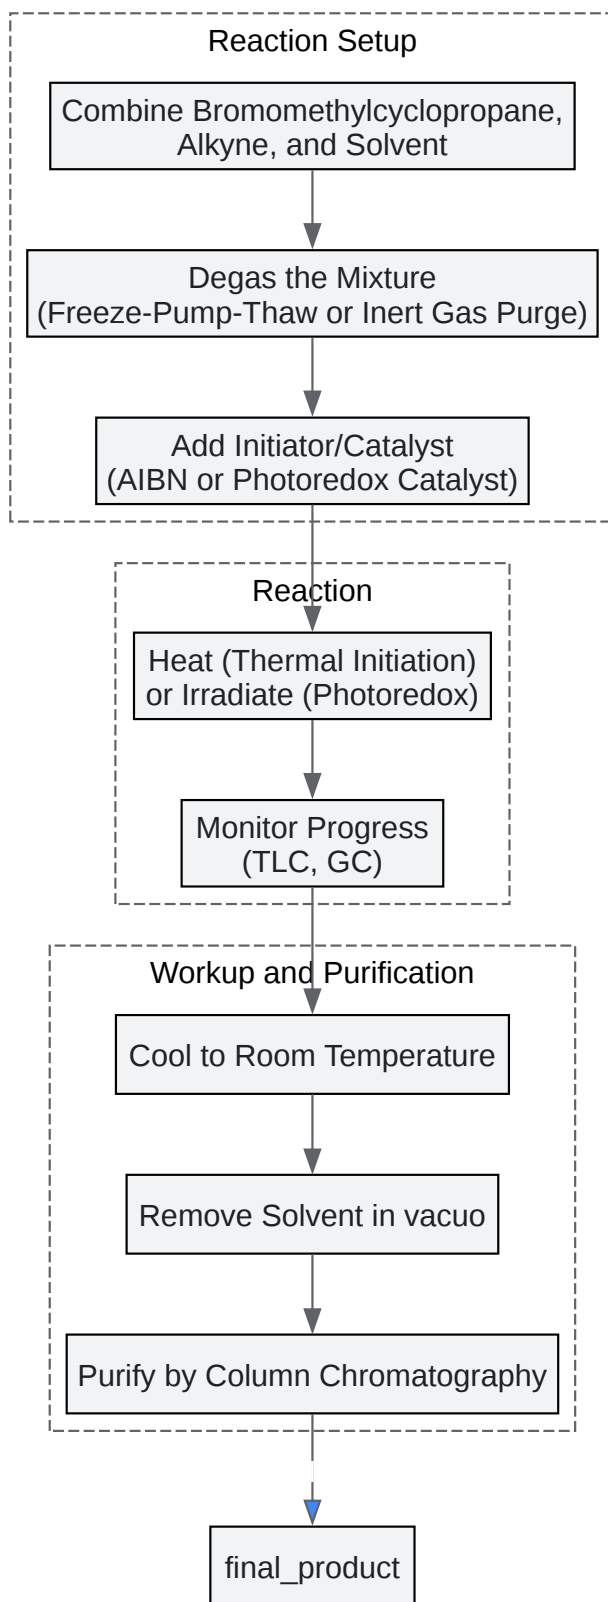 Reaction Setup
Combine Bromomethylcyclopropane,
Alkyne, and Solvent
Degas the Mixture
(Freeze-Pump-Thaw or Inert Gas Purge)
Add Initiator/Catalyst
(AIBN or Photoredox Catalyst)
Reaction
Heat (Thermal Initiation)
or Irradiate (Photoredox)
Monitor Progress
(TLC, GC)
Workup and Purification
Cool to Room Temperature
Remove Solvent in vacuo
Purify by Column Chromatography
final_product